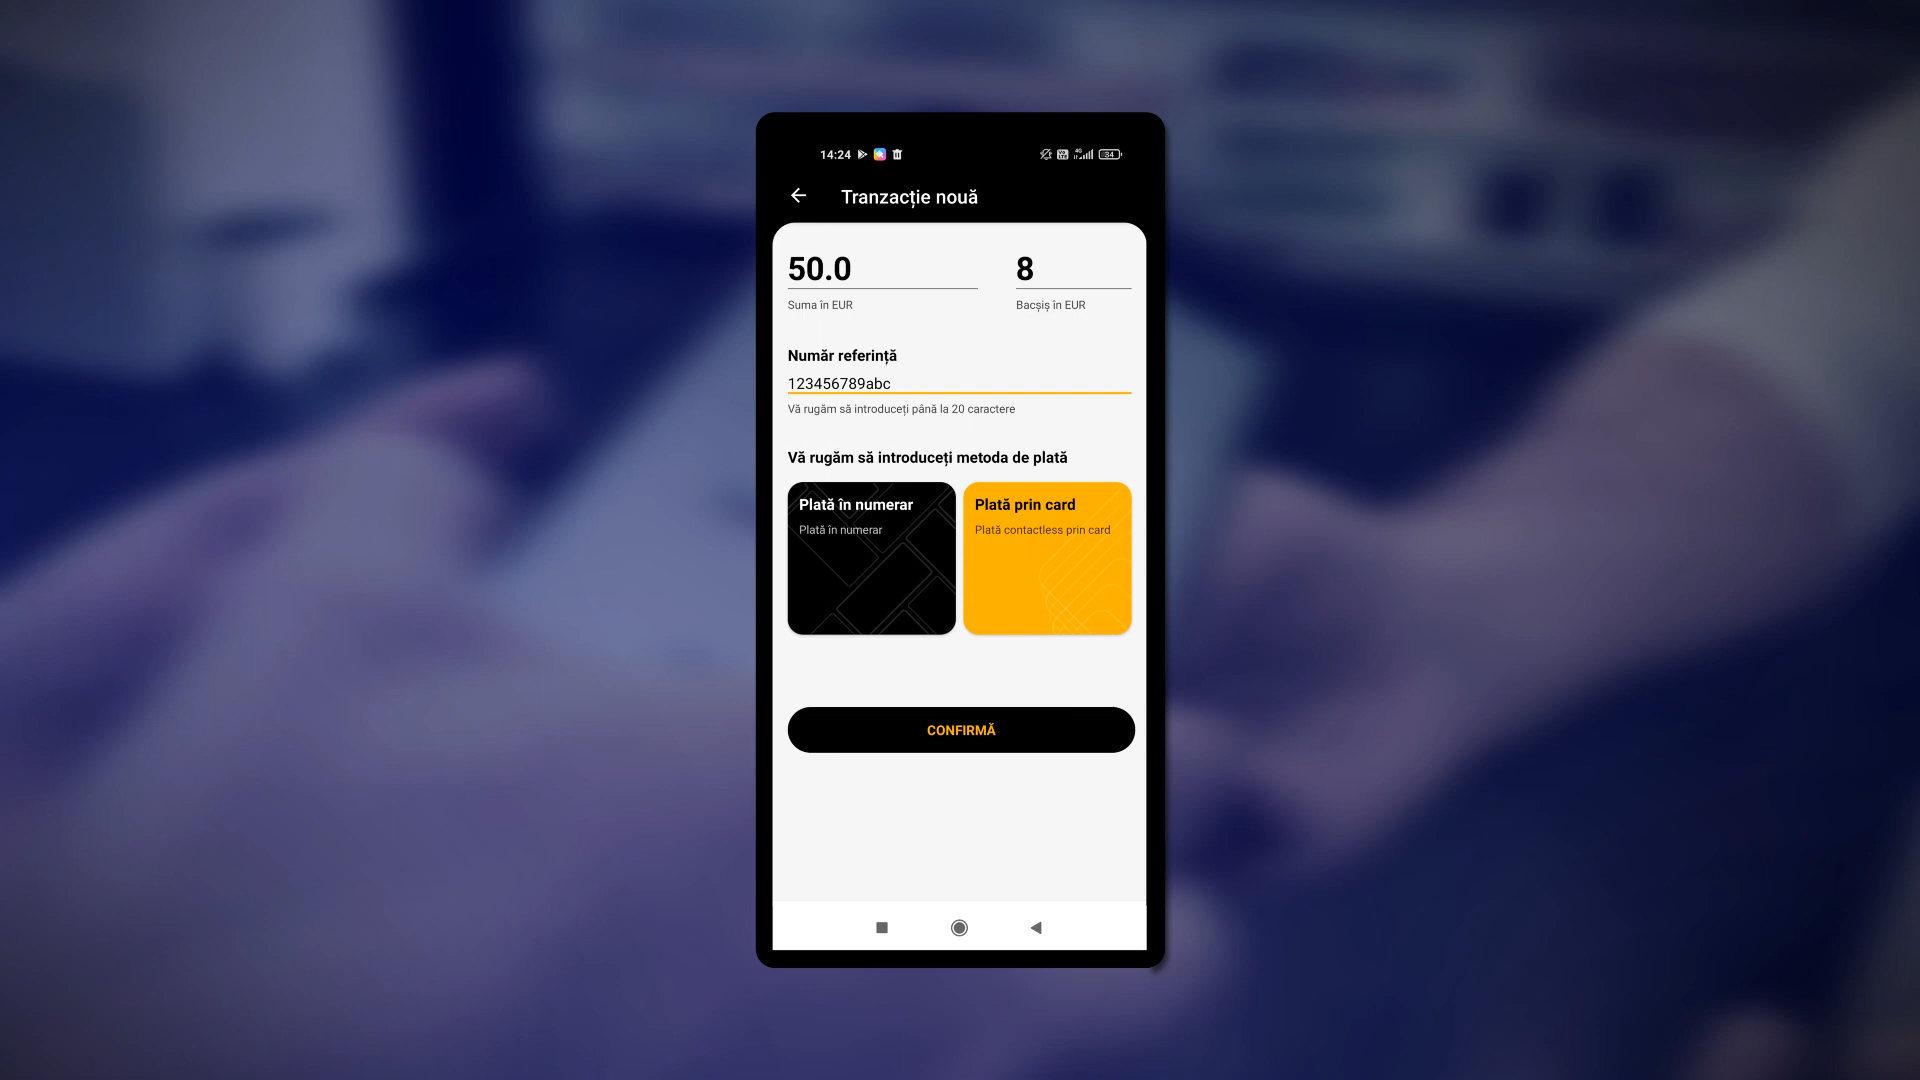 14:24
4G
34
Tranzacție nouă
50.0
8
Suma în EUR
Bacșiș în EUR
Număr referință
123456789abc
Vă rugăm să introduceți până la 20 caractere
Vă rugăm să introduceți metoda de plată
Plată în numerar
Plată în numerar
Plată prin card
Plată contactless prin card
CONFIRMĂ